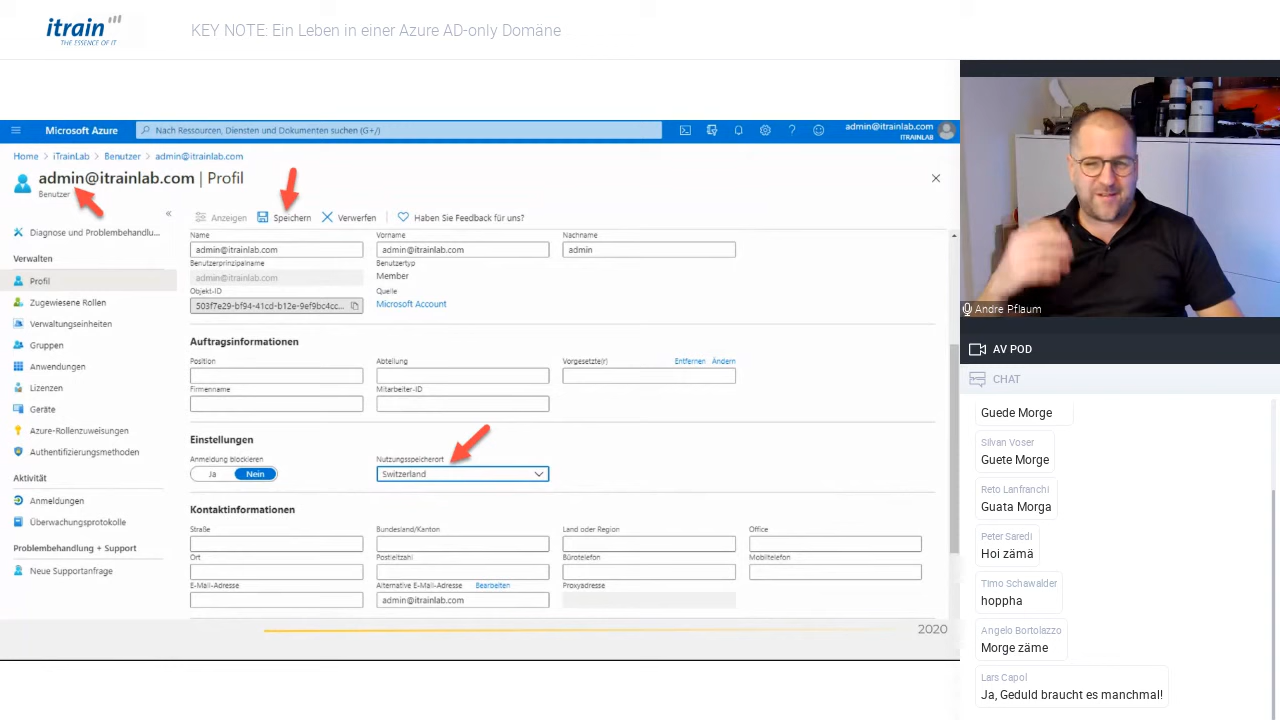 itrain
THE ESSENCE OF IT
KEY NOTE: Ein Leben in einer Azure AD-only Domäne
Microsoft Azure
Nach Ressourcen, Diensten und Dokumenten suchen (G+/)
admin@itrainlab.com
ITRAINLAB
Home > iTrainLab > Benutzer > admin@itrainlab.com
admin@itrainlab.com | Profil
Benutzer
Diagnose und Problembehandlu...
Verwalten
Profil
Zugewiesene Rollen
Verwaltungseinheiten
Gruppen
Anwendungen
Lizenzen
Geräte
Azure-Rollenzuweisungen
Authentifizierungsmethoden
Aktivität
Anmeldungen
Überwachungsprotokolle
Problembehandlung + Support
Neue Supportanfrage
Anzeigen Speichern Verwerfen Haben Sie Feedback für uns?
Name Vorname Nachname
admin@itrainlab.com admin@itrainlab.com admin
Benutzerprinzipalname Benutzertyp
admin@itrainlab.com Member
Objekt-ID Quelle
503f7e29-bf94-41cd-b12e-9ef9bc4cc... Microsoft Account
Auftragsinformationen
Position Abteilung Vorgesetzte(r) Entfernen Ändern
Firmenname Mitarbeiter-ID
Einstellungen
Anmeldung blockieren Nutzungsspeicherort
Ja Nein Switzerland
Kontaktinformationen
Straße Bundesland/Kanton Land oder Region Office
Ort Postleitzahl Bürotelefon Mobiltelefon
E-Mail-Adresse Alternative E-Mail-Adresse Bearbeiten Proxyadresse
admin@itrainlab.com
2020
Andre Pflaum
AV POD
CHAT
Guede Morge
Silvan Voser
Guete Morge
Reto Lanfranchi
Guata Morga
Peter Saredi
Hoi zämä
Timo Schawalder
hoppha
Angelo Bortolazzo
Morge zäme
Lars Capol
Ja, Geduld braucht es manchmal!